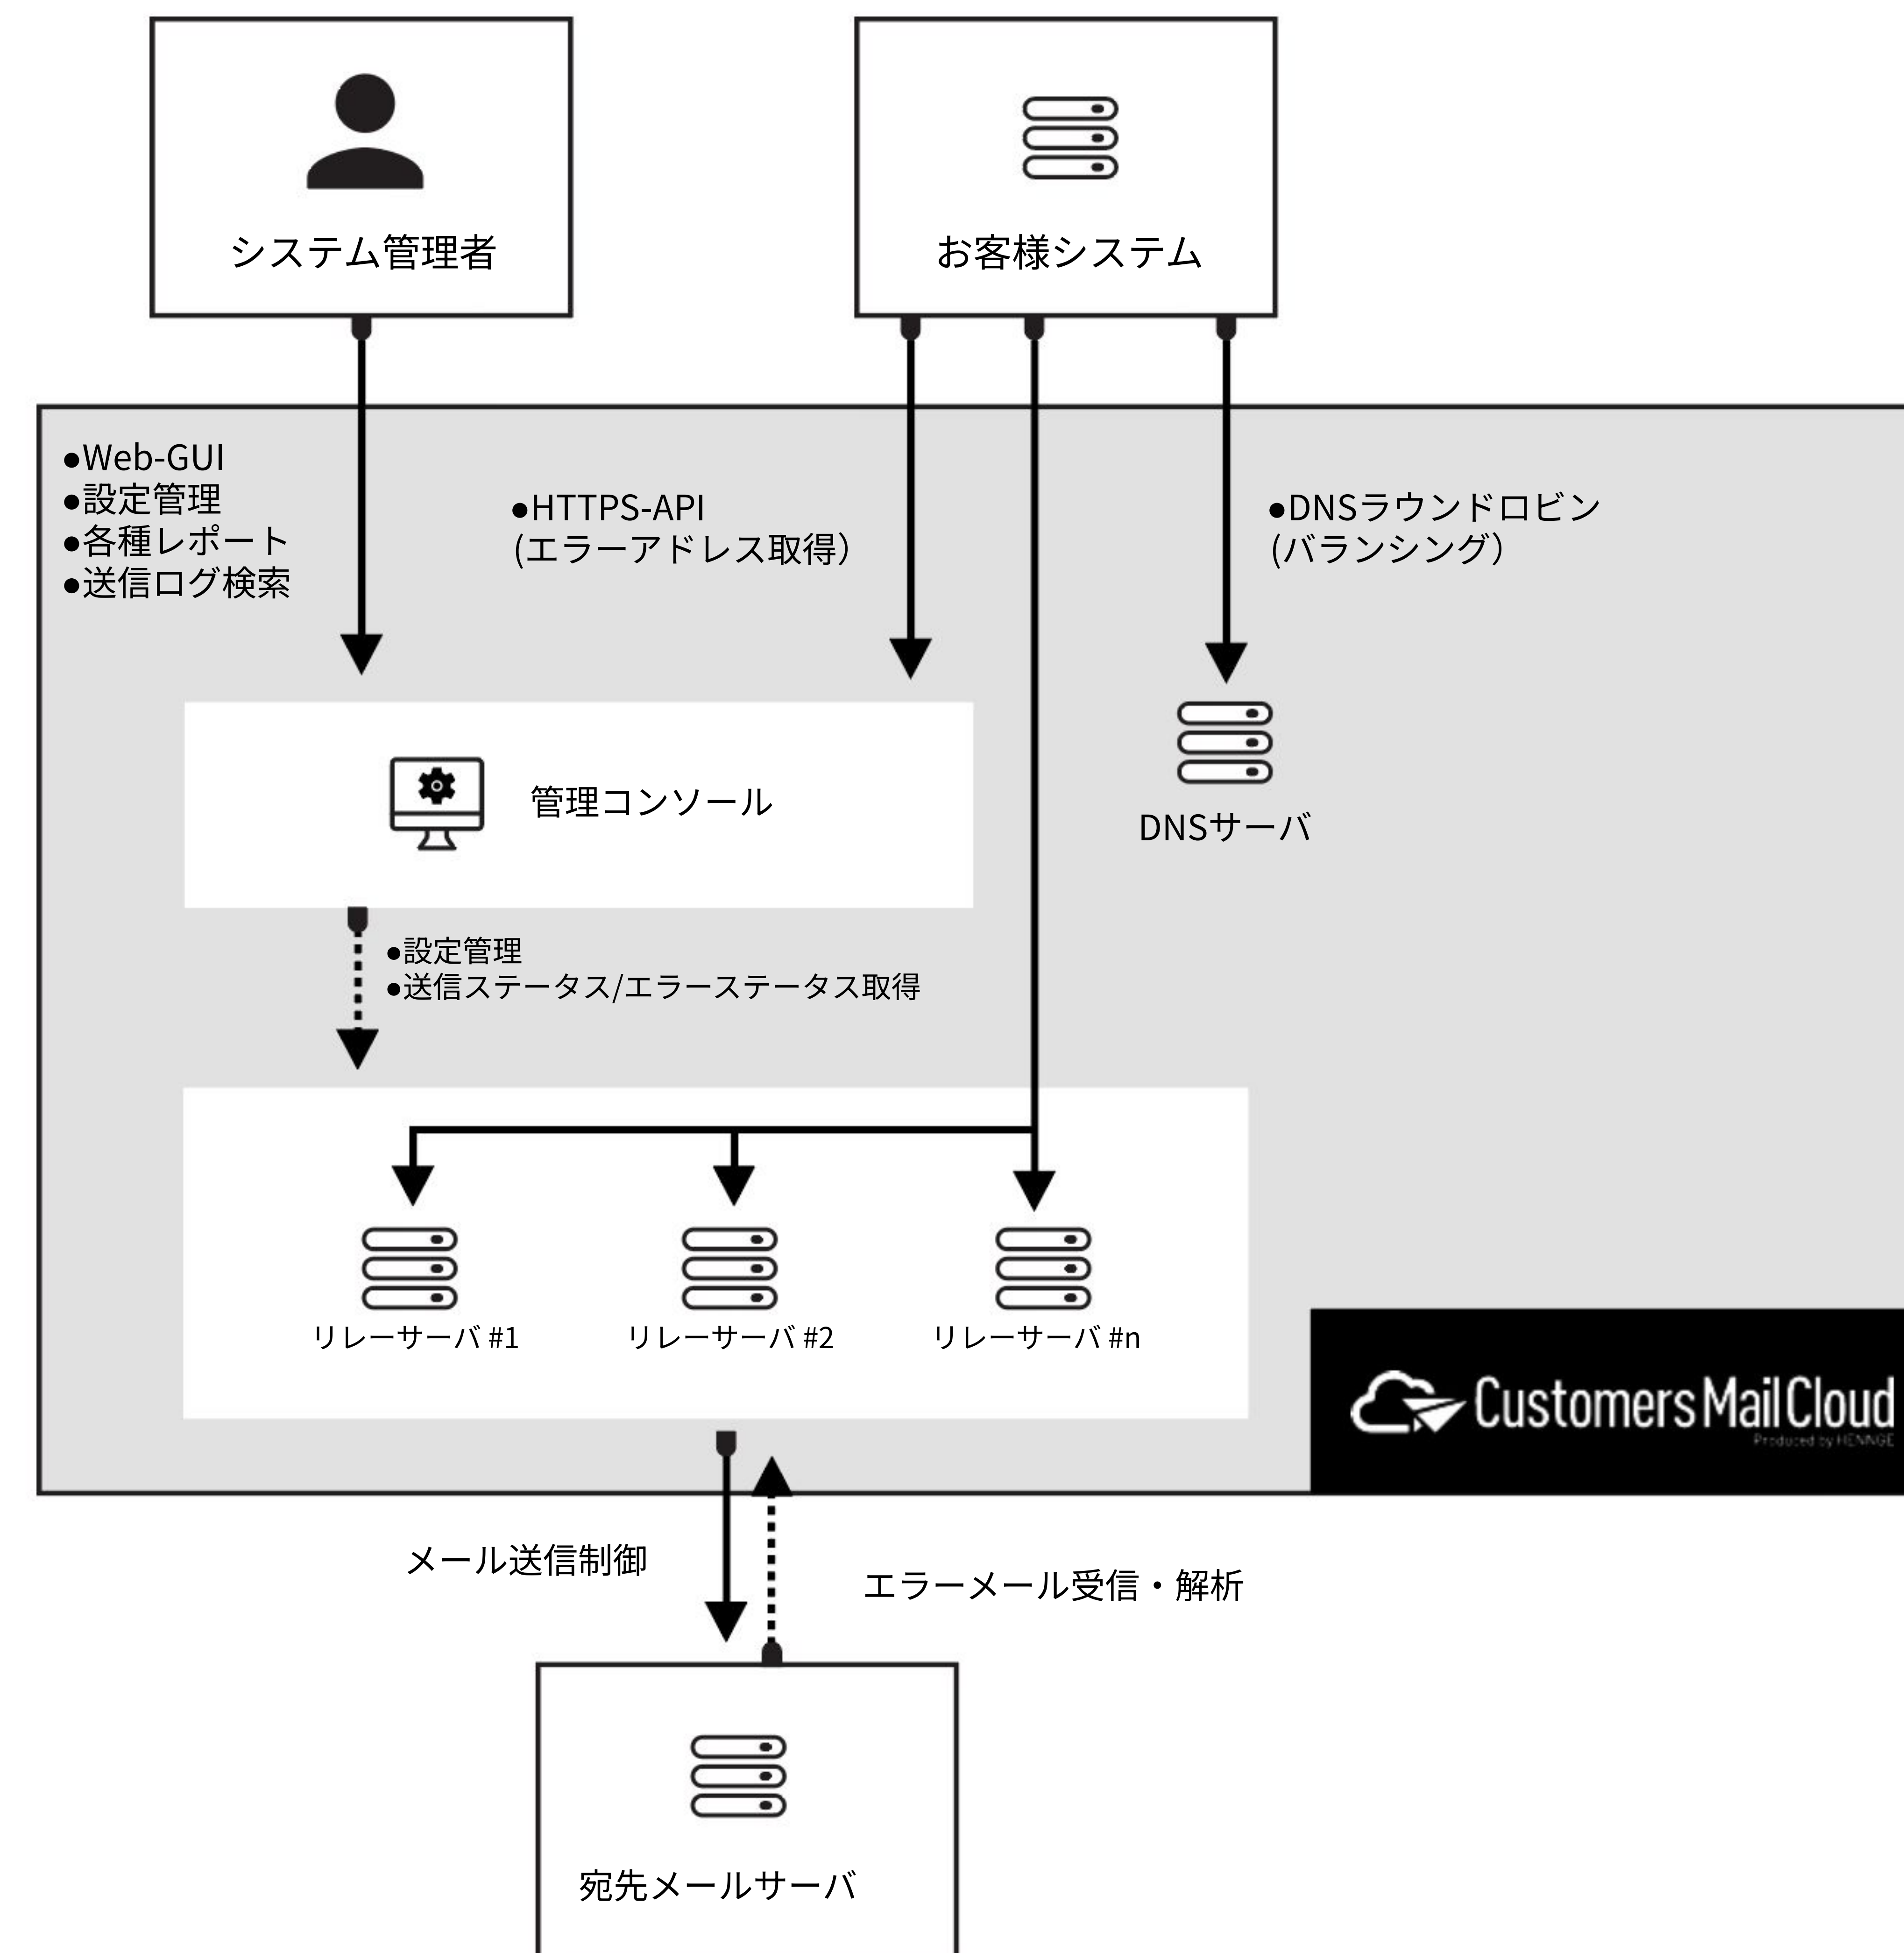 システム管理者
お客様システム
●Web-GUI
●設定管理
●各種レポート
●送信ログ検索
●HTTPS-API
(エラーアドレス取得)
●DNSラウンドロビン
(バランシング)
管理コンソール
DNSサーバ
●設定管理
●送信ステータス/エラーステータス取得
リレーサーバ #1
リレーサーバ #2
リレーサーバ #n
Customers Mail Cloud
Produced by HENNGE
メール送信制御
エラーメール受信・解析
宛先メールサーバ